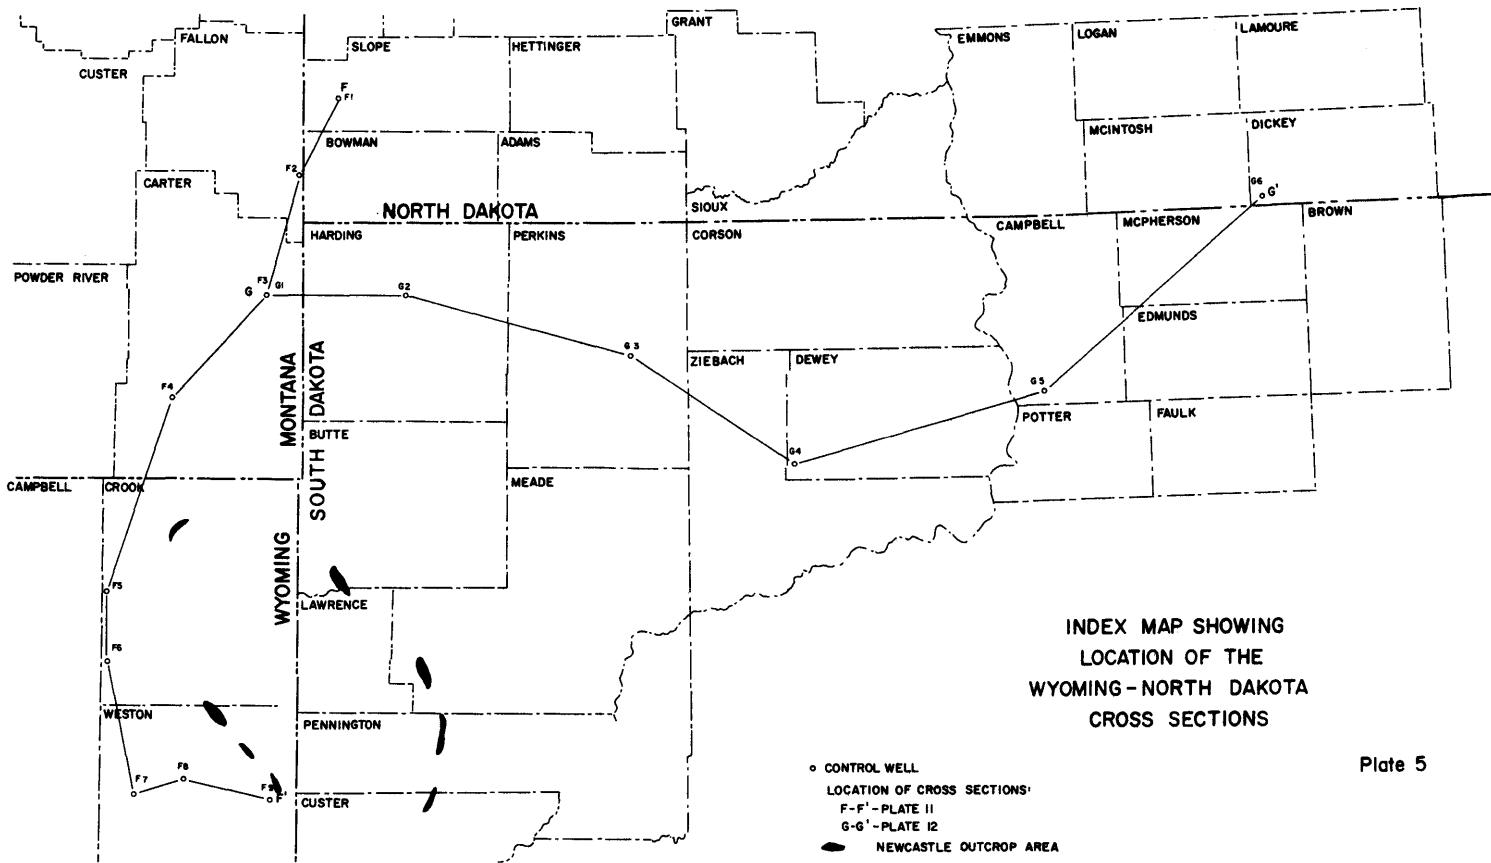 GRANT
FALLON
SLOPE
HETTINGER
EMMONS
LOGAN
LAMOURE
CUSTER
F
F1
BOWMAN
ADAMS
MCINTOSH
DICKEY
F2
CARTER
G6
G'
NORTH DAKOTA
SIOUX
HARDING
PERKINS
CORSON
CAMPBELL
MCPHERSON
BROWN
POWDER RIVER
F3
G
G1
G2
EDMUNDS
G3
ZIEBACH
DEWEY
F4
G5
MONTANA
SOUTH DAKOTA
POTTER
FAULK
BUTTE
G4
CAMPBELL
CROOK
MEADE
WYOMING
F5
LAWRENCE
INDEX MAP SHOWING
LOCATION OF THE
WYOMING-NORTH DAKOTA
CROSS SECTIONS
F6
WESTON
PENNINGTON
Plate 5
F7
F8
F9
F'
CUSTER
CONTROL WELL
LOCATION OF CROSS SECTIONS:
F-F'-PLATE 11
G-G'-PLATE 12
NEWCASTLE OUTCROP AREA